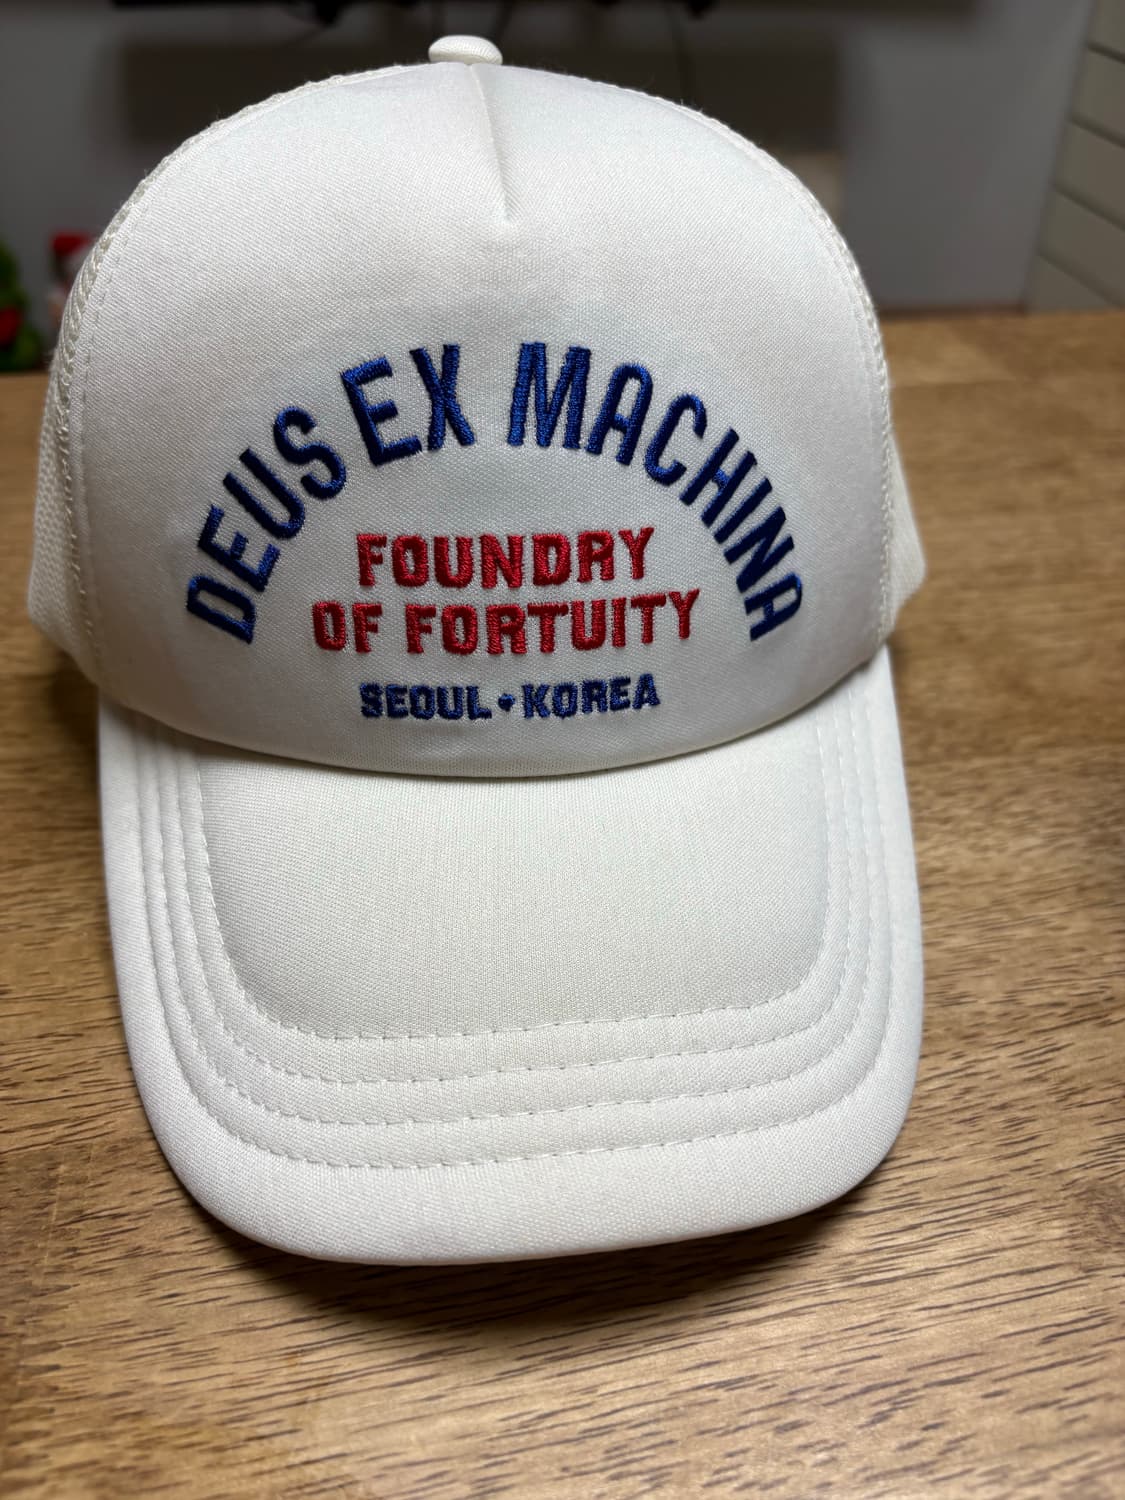 DEUS EX MACHINA
FOUNDRY
OF FORTUITY
SEOUL • KOREA